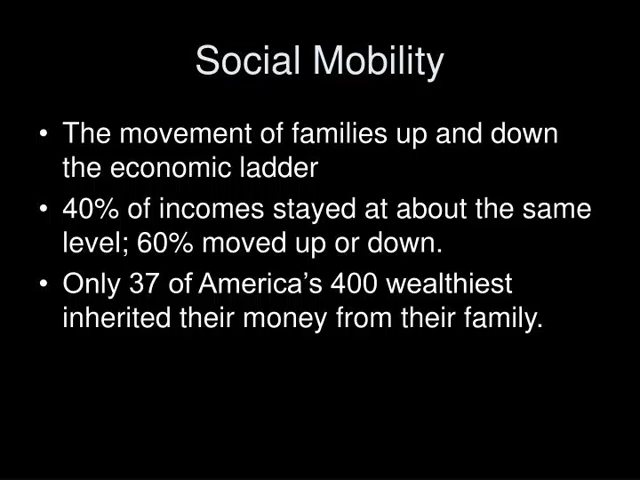 Social Mobility
• The movement of families up and down
the economic ladder
• 40% of incomes stayed at about the same
level; 60% moved up or down.
• Only 37 of America’s 400 wealthiest
inherited their money from their family.